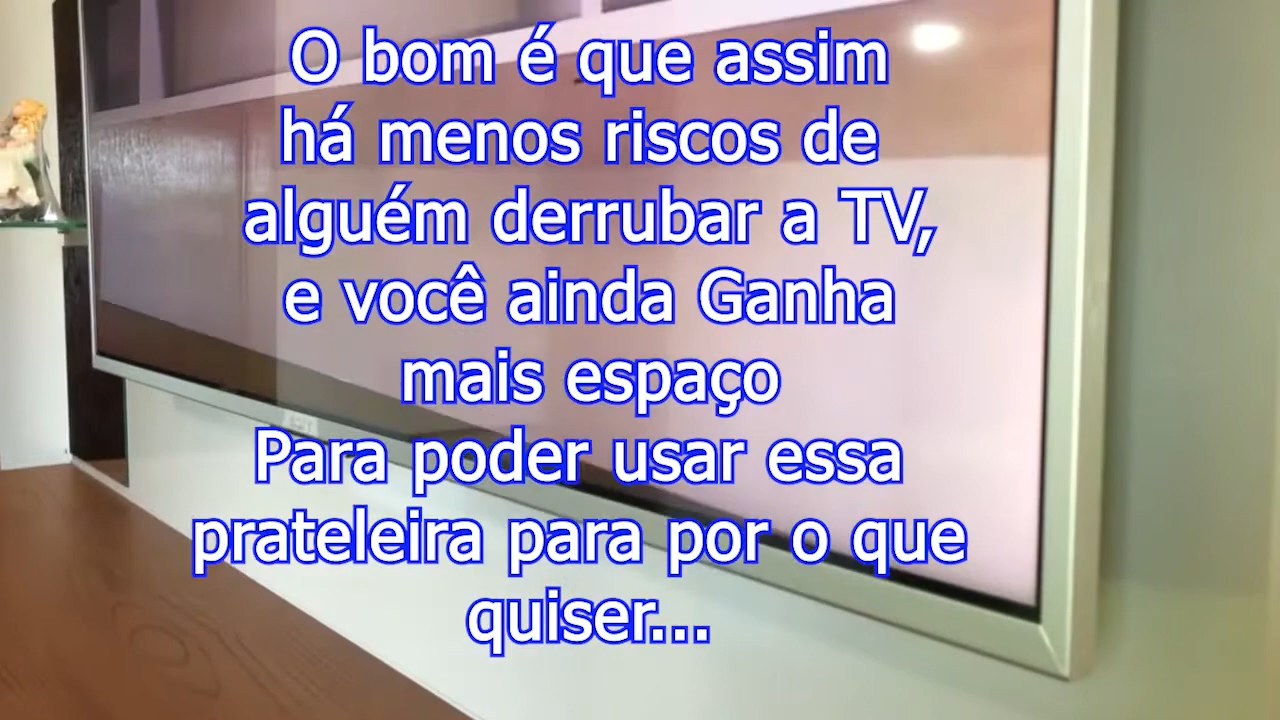 O bom é que assim
há menos riscos de
alguém derrubar a TV,
e você ainda Ganha
mais espaço
Para poder usar essa
prateleira para por o que
quiser...